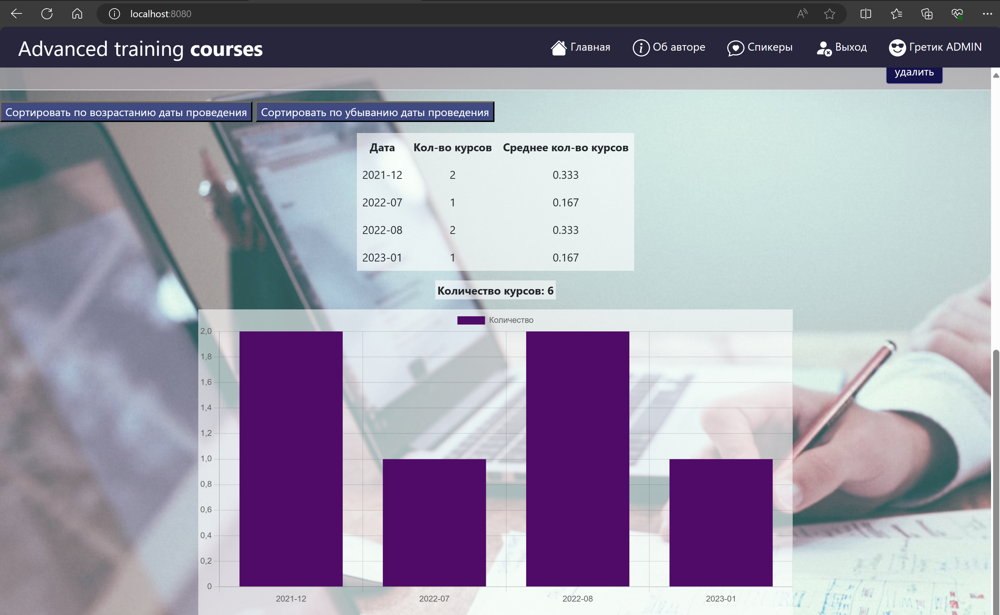 localhost:8080
Advanced training courses
Главная
Об авторе
Спикеры
Выход
Гретик ADMIN
удалить
Сортировать по возрастанию даты проведения
Сортировать по убыванию даты проведения
Дата Кол-во курсов Среднее кол-во курсов
2021-12 2 0.333
2022-07 1 0.167
2022-08 2 0.333
2023-01 1 0.167
Количество курсов: 6
Количество
2,0
1,8
1,6
1,4
1,2
1,0
0,8
0,6
0,4
0,2
0
2021-12 2022-07 2022-08 2023-01